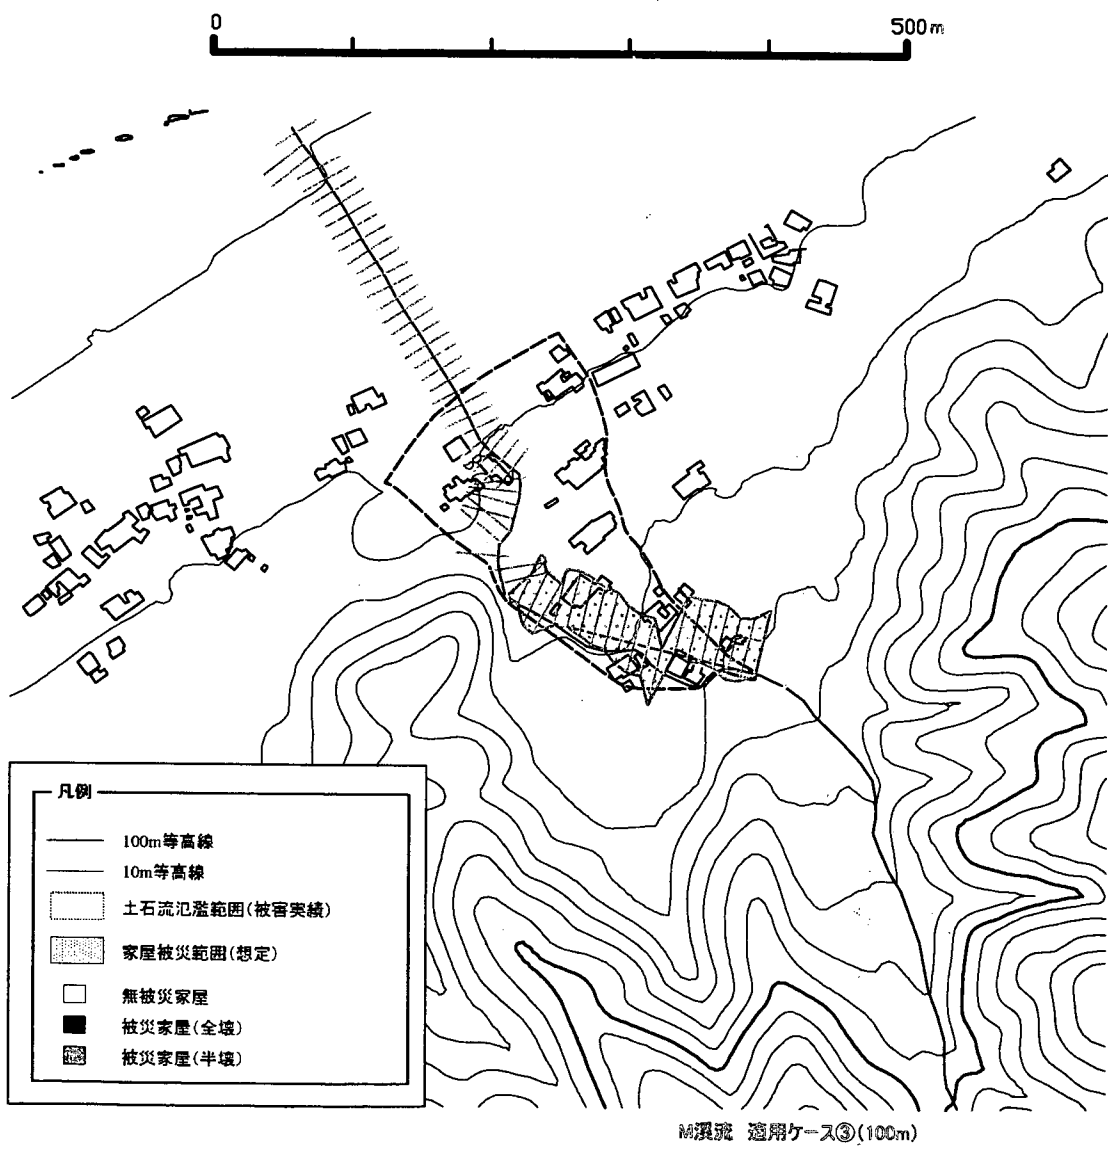 0 500m
凡例
100m等高線
10m等高線
土石流氾濫範囲(被害実績)
家屋被災範囲(想定)
無被災家屋
被災家屋(全壊)
被災家屋(半壊)
M渓流 適用ケース③(100m)